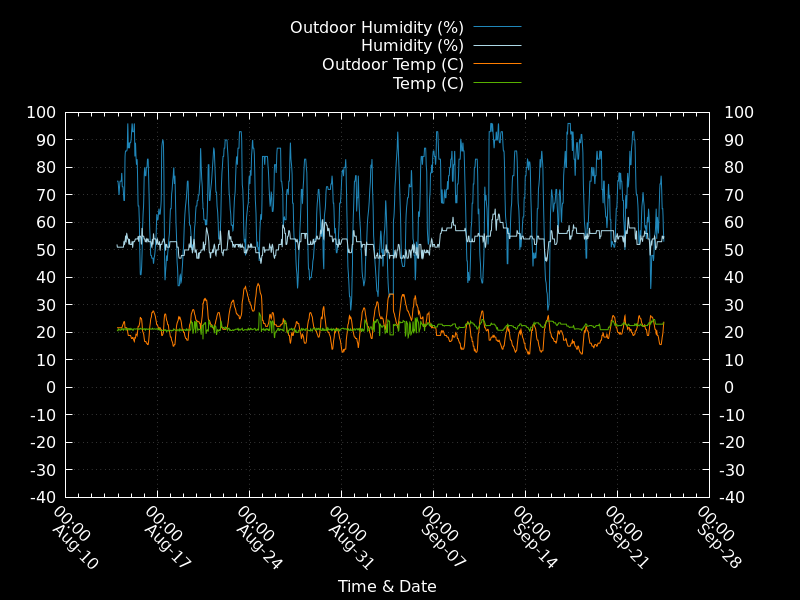 Outdoor Humidity (%)
Humidity (%)
Outdoor Temp (C)
Temp (C)
100 100
90 90
80 80
70 70
60 60
50 50
40 40
30 30
20 20
10 10
0 0
-10 -10
-20 -20
-30 -30
-40 -40
00:00 Aug-10
00:00 Aug-17
00:00 Aug-24
00:00 Aug-31
00:00 Sep-07
00:00 Sep-14
00:00 Sep-21
00:00 Sep-28
Time & Date